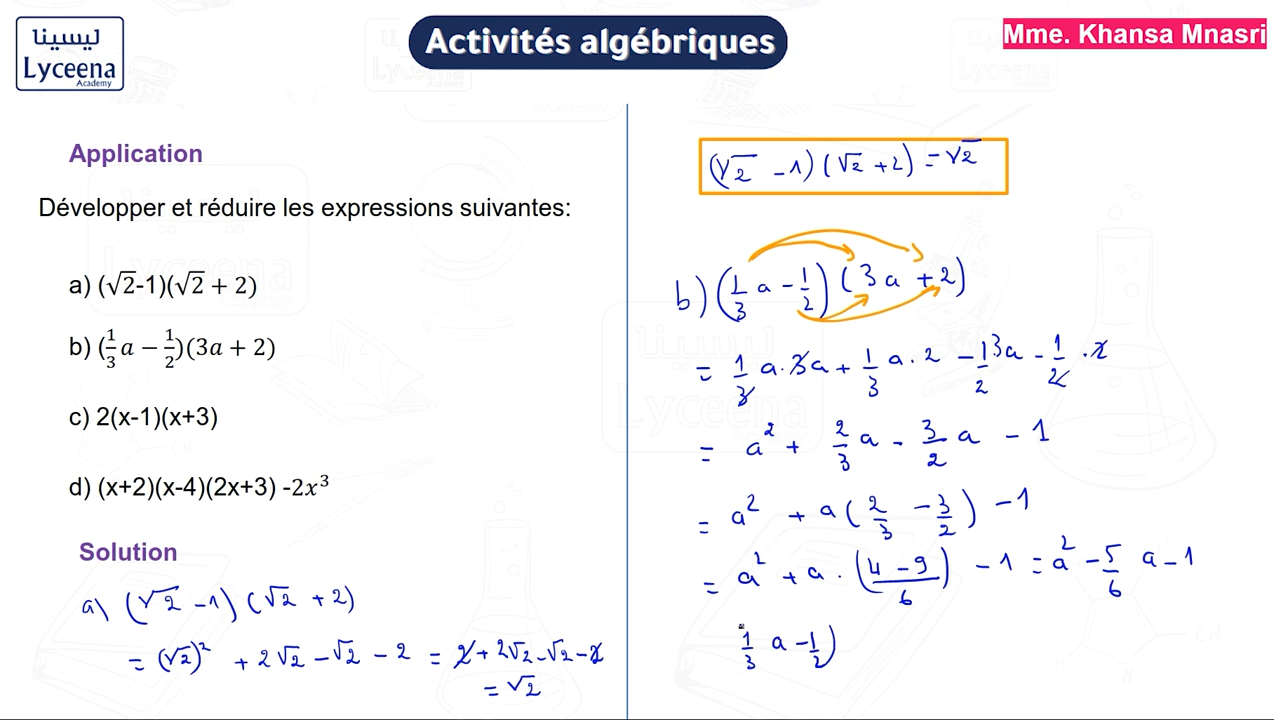 ليسينا
Lyceena
Academy
Activités algébriques
Mme. Khansa Mnasri
Application
Développer et réduire les expressions suivantes:
a) (√2-1)(√2 + 2)
b) (1/3 a − 1/2)(3a + 2)
c) 2(x-1)(x+3)
d) (x+2)(x-4)(2x+3) -2x³
Solution
a) (√2 -1) (√2 + 2)
= (√2)² + 2√2 - √2 - 2 = 2 + 2√2 - √2 - 2
= √2
(√2 - 1) (√2 + 2) = √2
b) (1/3 a - 1/2) (3a + 2)
= 1/3 a · 3a + 1/3 a · 2 - 1/2 3a - 1/2 · 2
= a² + 2/3 a - 3/2 a - 1
= a² + a (2/3 - 3/2) - 1
= a² + a · (4 - 9 / 6) - 1 = a² - 5/6 a - 1
1/3 a - 1/2)